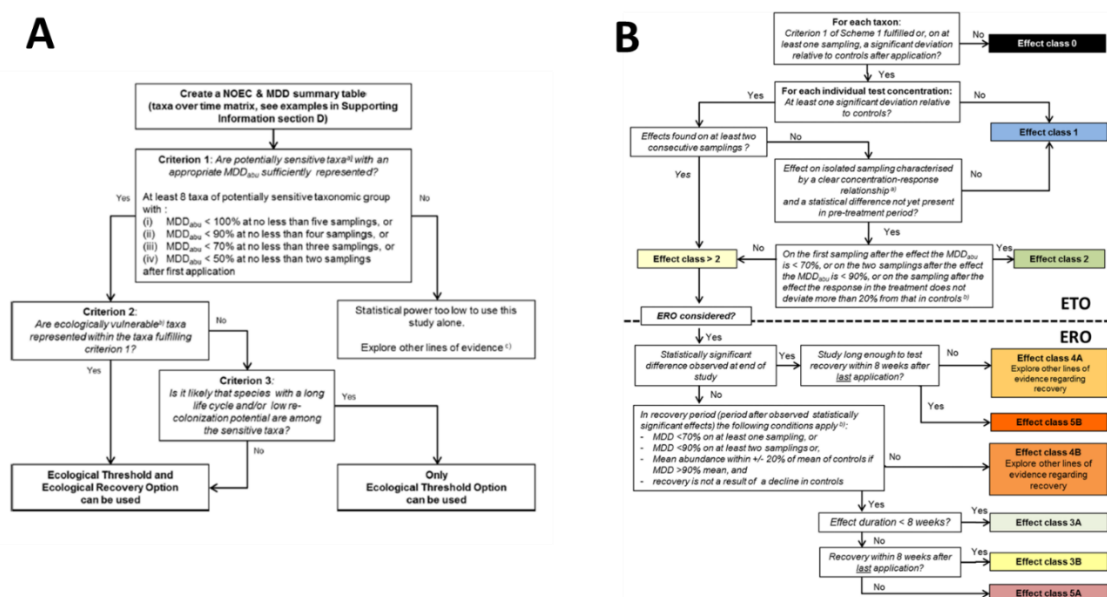 A
Create a NOEC & MDD summary table
(taxa over time matrix, see examples in Supporting
Information section D)
Criterion 1: Are potentially sensitive taxa a) with an
appropriate MDDabu sufficiently represented?
At least 8 taxa of potentially sensitive taxonomic group
with :
(i) MDDabu < 100% at no less than five samplings, or
(ii) MDDabu < 90% at no less than four samplings, or
(iii) MDDabu < 70% at no less than three samplings, or
(iv) MDDabu < 50% at no less than two samplings
after first application
Yes
No
Criterion 2:
Are ecologically vulnerable b) taxa
represented within the taxa fulfilling
criterion 1?
No
Yes
Statistical power too low to use this
study alone.
Explore other lines of evidence c)
Criterion 3:
Is it likely that species with a long
life cycle and/or low re-
colonization potential are among
the sensitive taxa?
Yes
No
Ecological Threshold and
Ecological Recovery Option
can be used
Only
Ecological Threshold Option
can be used
B
For each taxon:
Criterion 1 of Scheme 1 fulfilled or, on at
least one sampling, a significant deviation
relative to controls after application?
No
Effect class 0
Yes
For each individual test concentration:
At least one significant deviation relative
to controls?
Yes
No
Effect class 1
Effects found on at least two
consecutive samplings ?
No
Yes
Effect on isolated sampling characterised
by a clear concentration-response
relationship a)
and a statistical difference not yet present
in pre-treatment period?
No
Yes
Effect class > 2
No
On the first sampling after the effect the MDDabu
is < 70%, or on the two samplings after the effect
the MDDabu is < 90%, or on the sampling after the
effect the response in the treatment does not
deviate more than 20% from that in controls b)
Yes
Effect class 2
ETO
ERO considered?
ERO
Yes
Statistically significant
difference observed at end of
study
Yes
Study long enough to test
recovery within 8 weeks after
last application?
No
Effect class 4A
Explore other lines of
evidence regarding
recovery
Yes
Effect class 5B
No
In recovery period (period after observed statistically
significant effects) the following conditions apply b):
- MDD <70% on at least one sampling, or
- MDD <90% on at least two samplings or,
- Mean abundance within +/- 20% of mean of controls if
MDD >90% mean, and
- recovery is not a result of a decline in controls
No
Effect class 4B
Explore other lines of
evidence regarding
recovery
Yes
Effect duration < 8 weeks?
Yes
Effect class 3A
No
Recovery within 8 weeks after
last application?
Yes
Effect class 3B
No
Effect class 5A